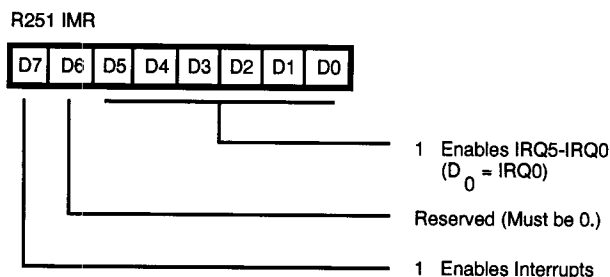 R251 IMR
D7 D6 D5 D4 D3 D2 D1 D0
1 Enables IRQ5-IRQ0
(D0 = IRQ0)
Reserved (Must be 0.)
1 Enables Interrupts